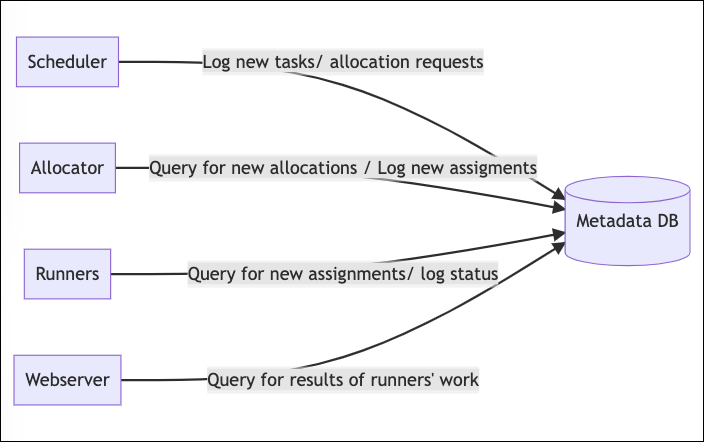 Scheduler
Log new tasks/ allocation requests
Allocator
Query for new allocations / Log new assigments
Metadata DB
Runners
Query for new assignments/ log status
Webserver
Query for results of runners' work